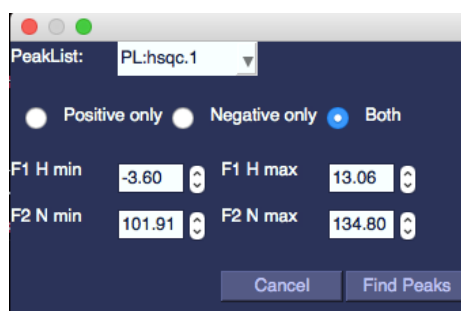 PeakList: PL:hsqc.1
Positive only Negative only Both
F1 H min -3.60 F1 H max 13.06
F2 N min 101.91 F2 N max 134.80
Cancel Find Peaks